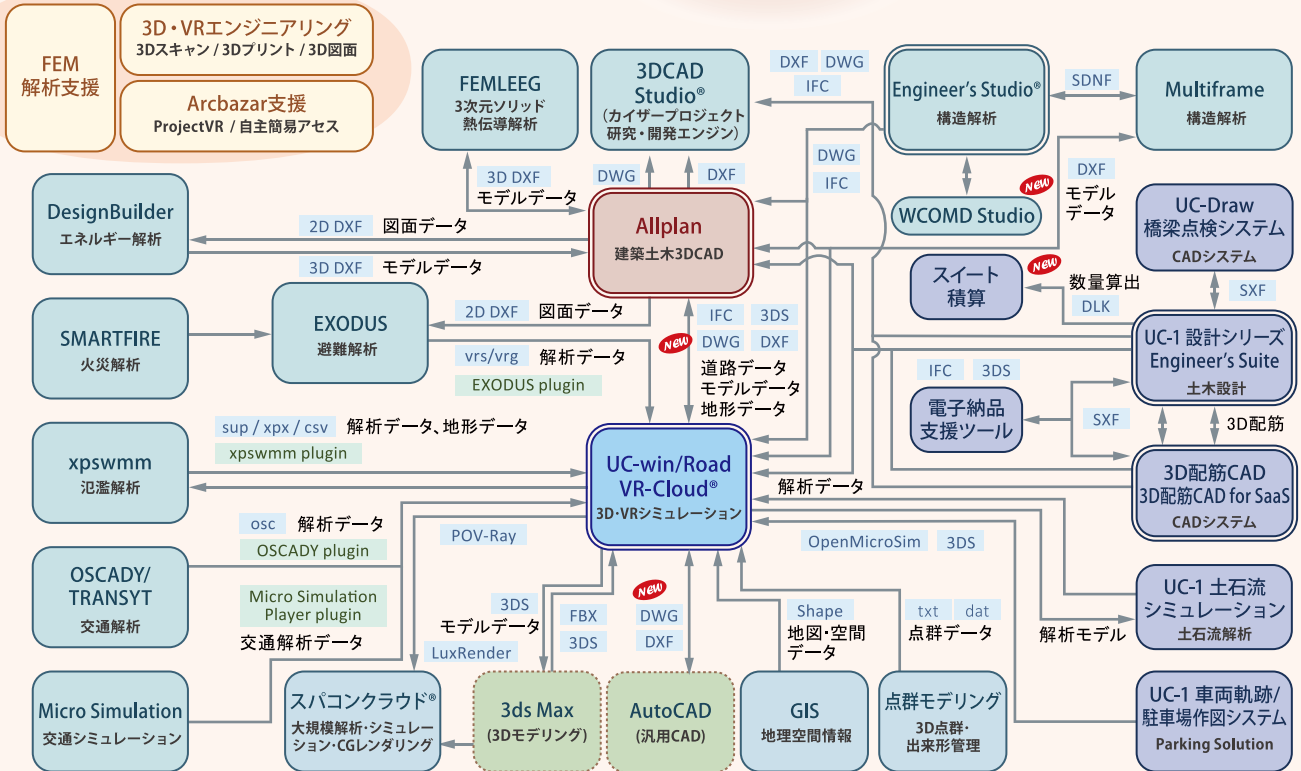 FEM
解析支援
3D・VRエンジニアリング
3Dスキャン / 3Dプリント / 3D図面
Arcbazar支援
ProjectVR / 自主簡易アセス
FEMLEEG
3次元ソリッド
熱伝導解析
3DCAD
Studio®
(カイザープロジェクト
研究・開発エンジン)
DXF DWG
IFC
Engineer's Studio®
構造解析
SDNF
Multiframe
構造解析
DWG
IFC
New
WCOMD Studio
DXF
モデル
データ
3D DXF
モデルデータ
DWG
DXF
DesignBuilder
エネルギー解析
2D DXF 図面データ
3D DXF モデルデータ
Allplan
建築土木3DCAD
UC-Draw
橋梁点検システム
CADシステム
スイート
積算
New
数量算出
DLK
SXF
SMARTFIRE
火災解析
EXODUS
避難解析
2D DXF 図面データ
vrs/vrg 解析データ
EXODUS plugin
New
IFC 3DS
DWG DXF
道路データ
モデルデータ
地形データ
UC-1 設計シリーズ
Engineer's Suite
土木設計
IFC 3DS
電子納品
支援ツール
SXF
3D配筋
xpswmm
氾濫解析
sup / xpx / csv 解析データ、地形データ
xpswmm plugin
UC-win/Road
VR-Cloud®
3D・VRシミュレーション
解析データ
3D配筋CAD
3D配筋CAD for SaaS
CADシステム
OSCADY/
TRANSYT
交通解析
osc 解析データ
OSCADY plugin
Micro Simulation
Player plugin
交通解析データ
POV-Ray
OpenMicroSim 3DS
UC-1 土石流
シミュレーション
土石流解析
解析モデル
3DS
モデルデータ
LuxRender
FBX
3DS
New
DWG
DXF
Shape
地図・空間
データ
txt dat
点群データ
Micro Simulation
交通シミュレーション
スパコンクラウド®
大規模解析・シミュレー
ション・CGレンダリング
3ds Max
(3Dモデリング)
AutoCAD
(汎用CAD)
GIS
地理空間情報
点群モデリング
3D点群・
出来形管理
UC-1 車両軌跡/
駐車場作図システム
Parking Solution